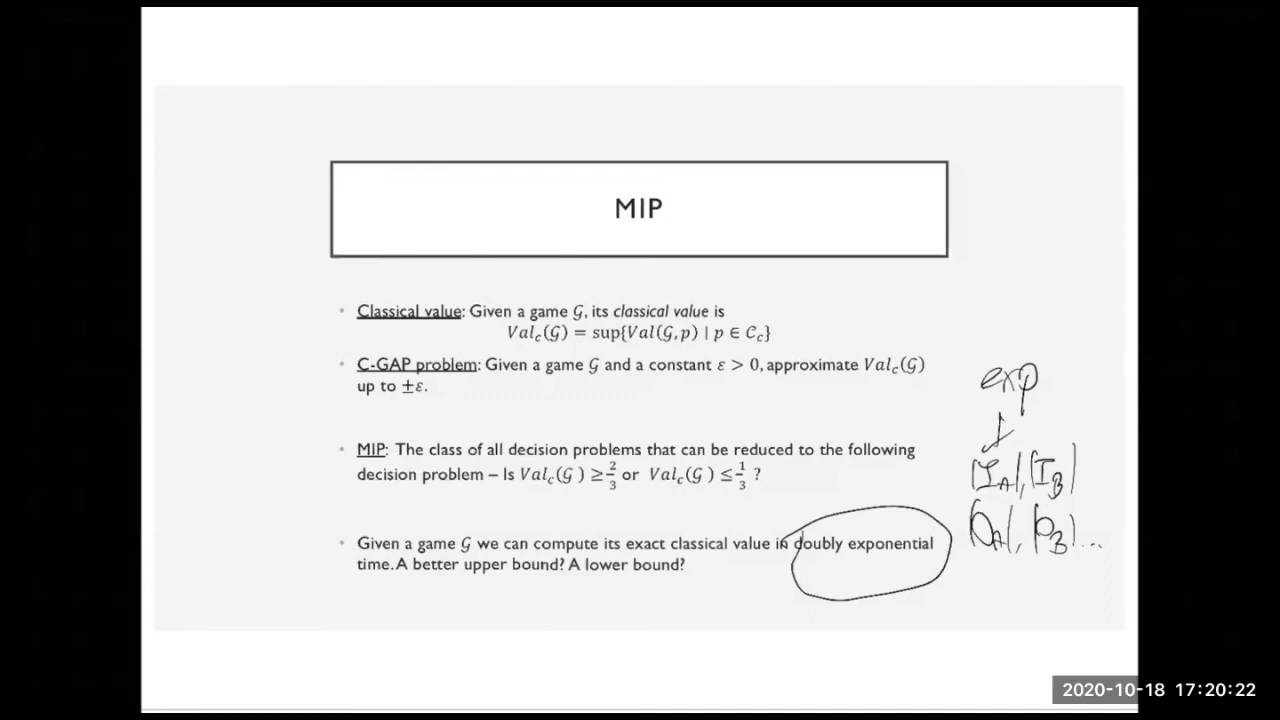 MIP
• Classical value: Given a game 𝒢, its classical value is
Val_c(𝒢) = sup{Val(𝒢, p) | p ∈ C_c}
• C-GAP problem: Given a game 𝒢 and a constant ε > 0, approximate Val_c(𝒢)
up to ±ε.
• MIP: The class of all decision problems that can be reduced to the following
decision problem – Is Val_c(𝒢) ≥ 2/3 or Val_c(𝒢) ≤ 1/3 ?
• Given a game 𝒢 we can compute its exact classical value in doubly exponential
time. A better upper bound? A lower bound?
exp
|I_A|, |I_B|
|O_A|, |O_B| ...
2020-10-18 17:20:22